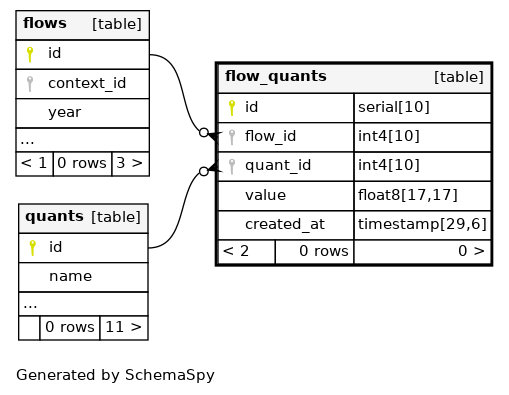 flows [table]
id
context_id
year
...
< 1 0 rows 3 >
quants [table]
id
name
...
0 rows 11 >
flow_quants [table]
id serial[10]
flow_id int4[10]
quant_id int4[10]
value float8[17,17]
created_at timestamp[29,6]
< 2 0 rows 0 >
Generated by SchemaSpy